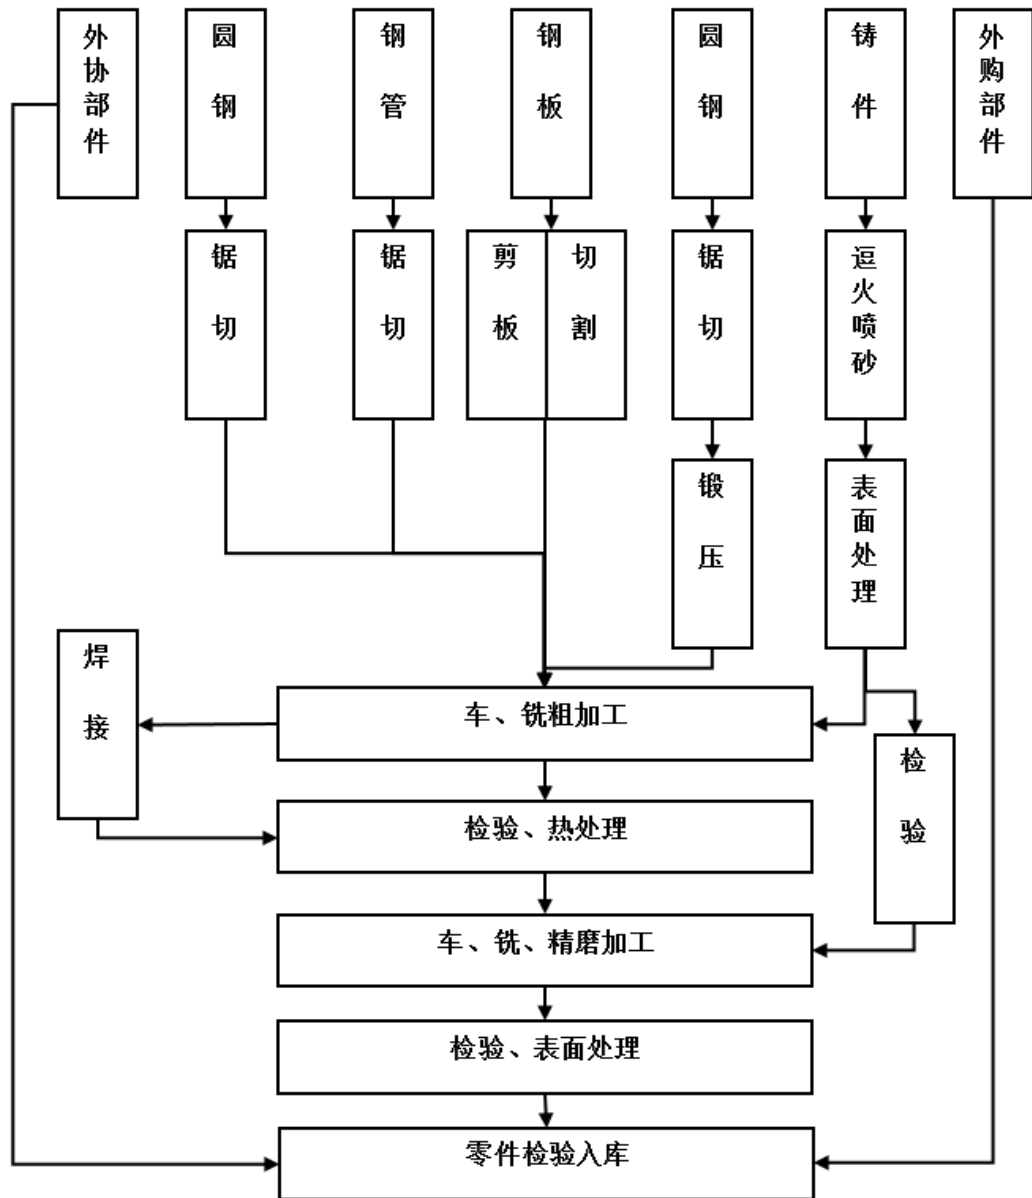 外协部件
圆钢
钢管
钢板
圆钢
铸件
外购部件
锯切
锯切
剪板
切割
锯切
逗火喷砂
锻压
表面处理
焊接
车、铣粗加工
检验
检验、热处理
车、铣、精磨加工
检验、表面处理
零件检验入库